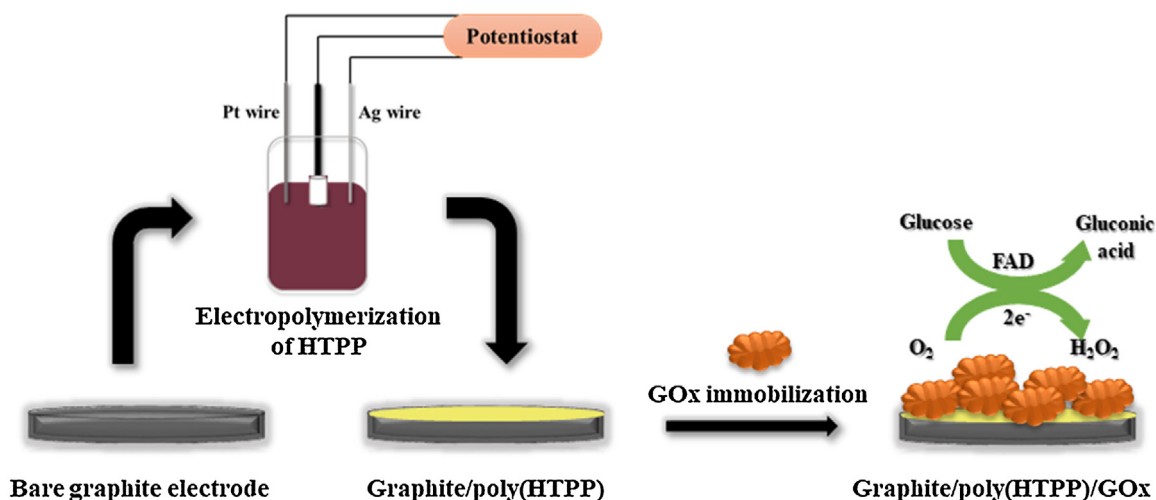 Potentiostat
Pt wire
Ag wire
Electropolymerization
of HTPP
Glucose
Gluconic
acid
FAD
2e⁻
O₂
H₂O₂
GOx immobilization
Bare graphite electrode
Graphite/poly(HTPP)
Graphite/poly(HTPP)/GOx